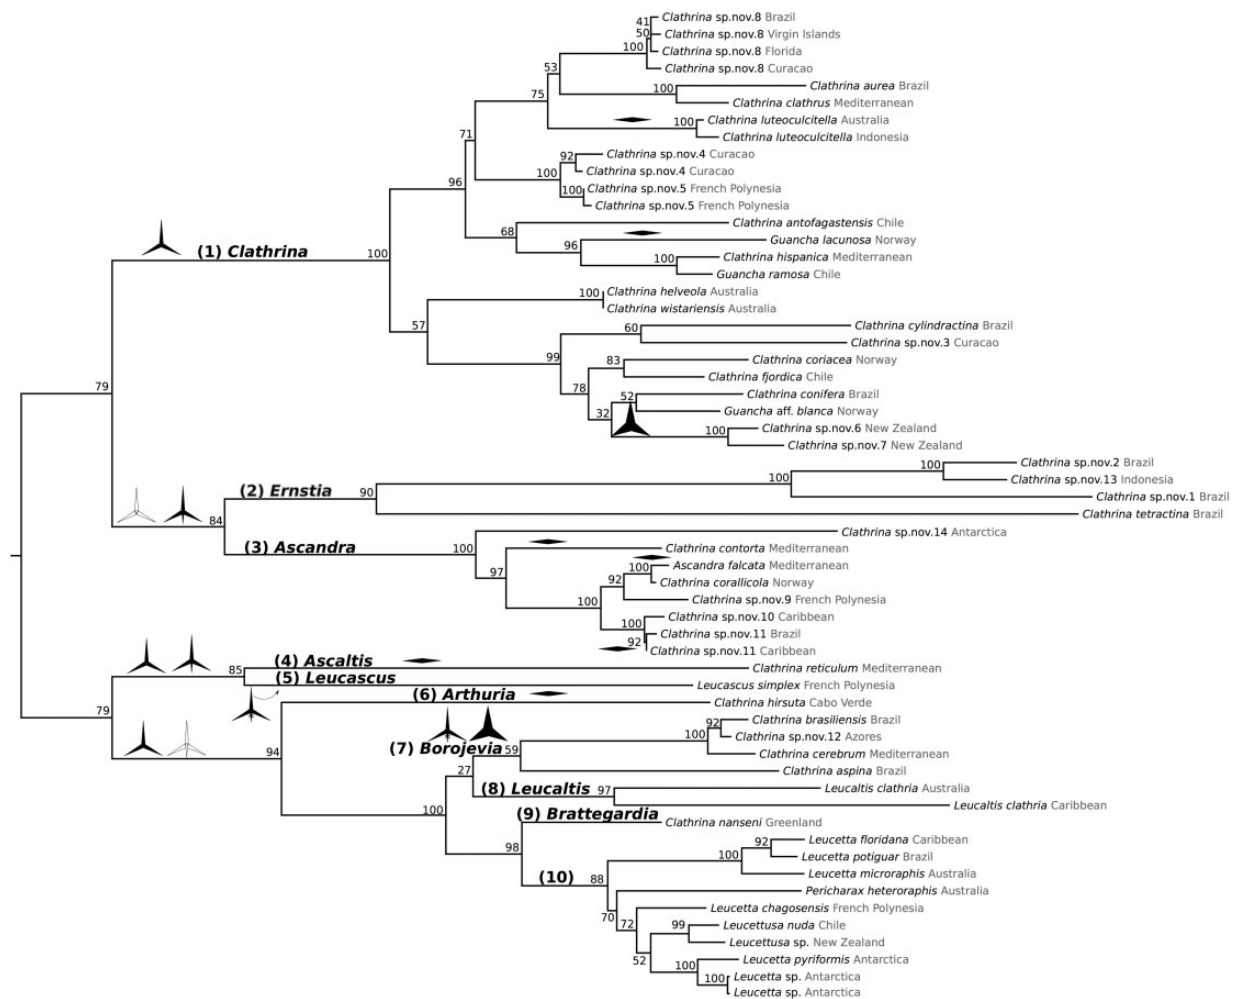 41
Clathrina sp.nov.8 Brazil
50
Clathrina sp.nov.8 Virgin Islands
100
Clathrina sp.nov.8 Florida
Clathrina sp.nov.8 Curacao
53
100
Clathrina aurea Brazil
Clathrina clathrus Mediterranean
75
100
Clathrina luteoculcitella Australia
Clathrina luteoculcitella Indonesia
71
92
Clathrina sp.nov.4 Curacao
Clathrina sp.nov.4 Curacao
100
100
Clathrina sp.nov.5 French Polynesia
Clathrina sp.nov.5 French Polynesia
96
68
Clathrina antofagastensis Chile
96
Guancha lacunosa Norway
100
Clathrina hispanica Mediterranean
Guancha ramosa Chile
(1) Clathrina
100
100
Clathrina helveola Australia
Clathrina wistariensis Australia
57
60
Clathrina cylindractina Brazil
Clathrina sp.nov.3 Curacao
99
83
Clathrina coriacea Norway
Clathrina fjordica Chile
78
52
Clathrina conifera Brazil
Guancha aff. blanca Norway
32
100
Clathrina sp.nov.6 New Zealand
Clathrina sp.nov.7 New Zealand
79
100
Clathrina sp.nov.2 Brazil
Clathrina sp.nov.13 Indonesia
100
Clathrina sp.nov.1 Brazil
(2) Ernstia
90
Clathrina tetractina Brazil
84
Clathrina sp.nov.14 Antarctica
(3) Ascandra
100
Clathrina contorta Mediterranean
97
100
Ascandra falcata Mediterranean
Clathrina corallicola Norway
92
Clathrina sp.nov.9 French Polynesia
100
100
Clathrina sp.nov.10 Caribbean
92
Clathrina sp.nov.11 Brazil
Clathrina sp.nov.11 Caribbean
(4) Ascaltis
Clathrina reticulum Mediterranean
85
(5) Leucascus
Leucascus simplex French Polynesia
79
(6) Arthuria
Clathrina hirsuta Cabo Verde
94
92
Clathrina brasiliensis Brazil
Clathrina sp.nov.12 Azores
100
Clathrina cerebrum Mediterranean
(7) Borojevia
59
Clathrina aspina Brazil
27
(8) Leucaltis
97
Leucaltis clathria Australia
Leucaltis clathria Caribbean
100
(9) Brattegardia
Clathrina nanseni Greenland
98
92
Leucetta floridana Caribbean
Leucetta potiguar Brazil
100
Leucetta microraphis Australia
(10)
88
Pericharax heteroraphis Australia
70
Leucetta chagosensis French Polynesia
72
99
Leucettusa nuda Chile
Leucettusa sp. New Zealand
52
Leucetta pyriformis Antarctica
100
100
Leucetta sp. Antarctica
Leucetta sp. Antarctica